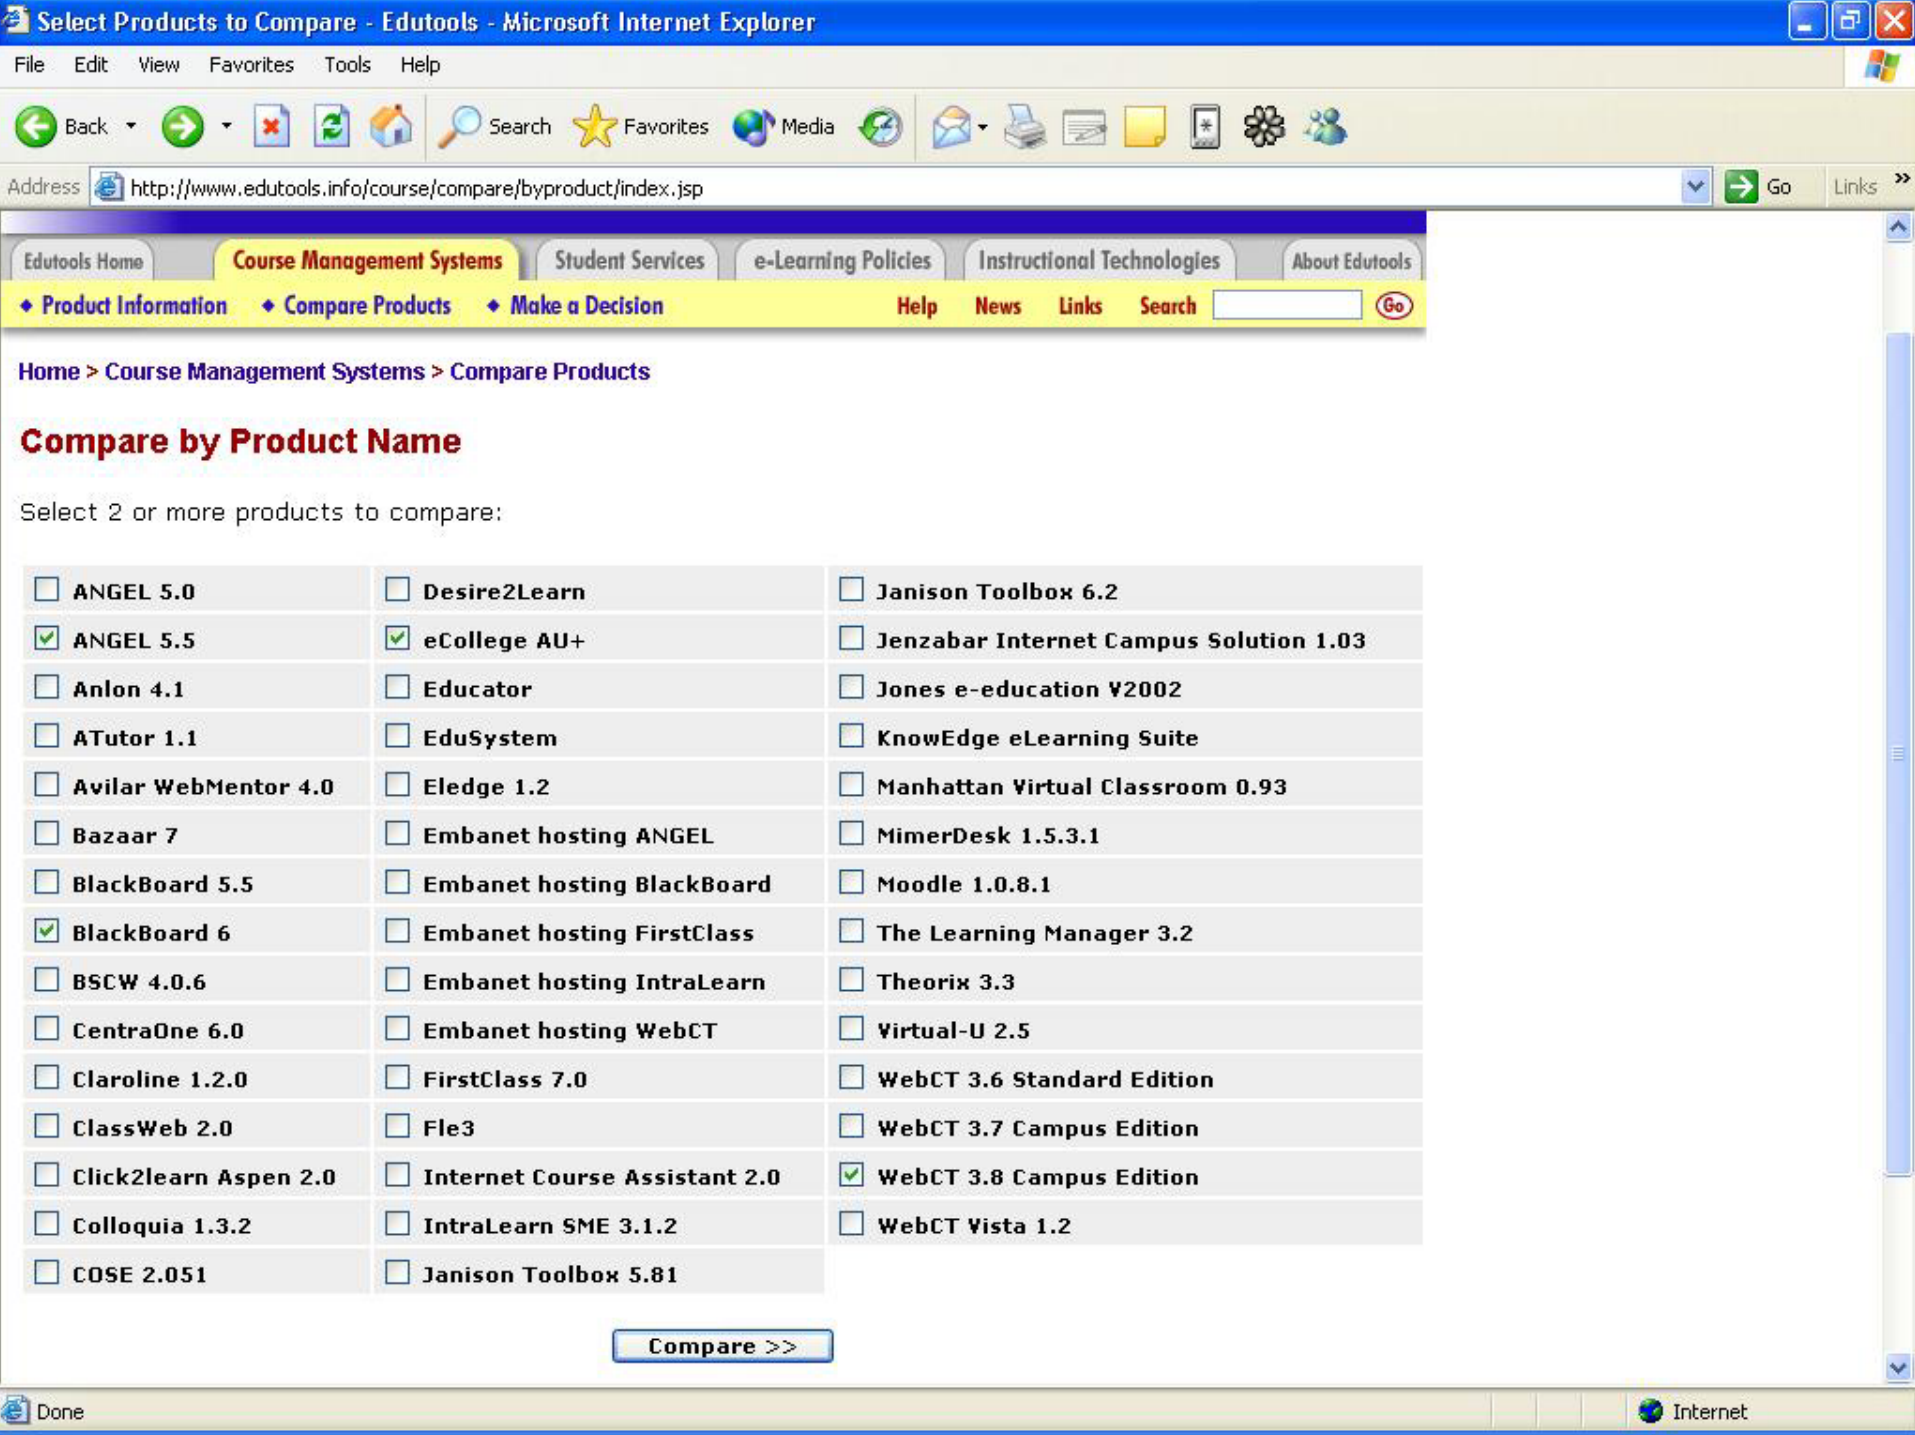 Select Products to Compare - Edutools - Microsoft Internet Explorer
File Edit View Favorites Tools Help
Back Search Favorites Media
Address http://www.edutools.info/course/compare/byproduct/index.jsp Go Links »
Edutools Home Course Management Systems Student Services e-Learning Policies Instructional Technologies About Edutools
Product Information Compare Products Make a Decision Help News Links Search Go
Home > Course Management Systems > Compare Products
Compare by Product Name
Select 2 or more products to compare:
ANGEL 5.0 Desire2Learn Janison Toolbox 6.2
ANGEL 5.5 eCollege AU+ Jenzabar Internet Campus Solution 1.03
Anlon 4.1 Educator Jones e-education V2002
ATutor 1.1 EduSystem KnowEdge eLearning Suite
Avilar WebMentor 4.0 Eledge 1.2 Manhattan Virtual Classroom 0.93
Bazaar 7 Embanet hosting ANGEL MimerDesk 1.5.3.1
BlackBoard 5.5 Embanet hosting BlackBoard Moodle 1.0.8.1
BlackBoard 6 Embanet hosting FirstClass The Learning Manager 3.2
BSCW 4.0.6 Embanet hosting IntraLearn Theorix 3.3
CentraOne 6.0 Embanet hosting WebCT Virtual-U 2.5
Claroline 1.2.0 FirstClass 7.0 WebCT 3.6 Standard Edition
ClassWeb 2.0 Fle3 WebCT 3.7 Campus Edition
Click2learn Aspen 2.0 Internet Course Assistant 2.0 WebCT 3.8 Campus Edition
Colloquia 1.3.2 IntraLearn SME 3.1.2 WebCT Vista 1.2
COSE 2.051 Janison Toolbox 5.81
Compare >>
Done Internet